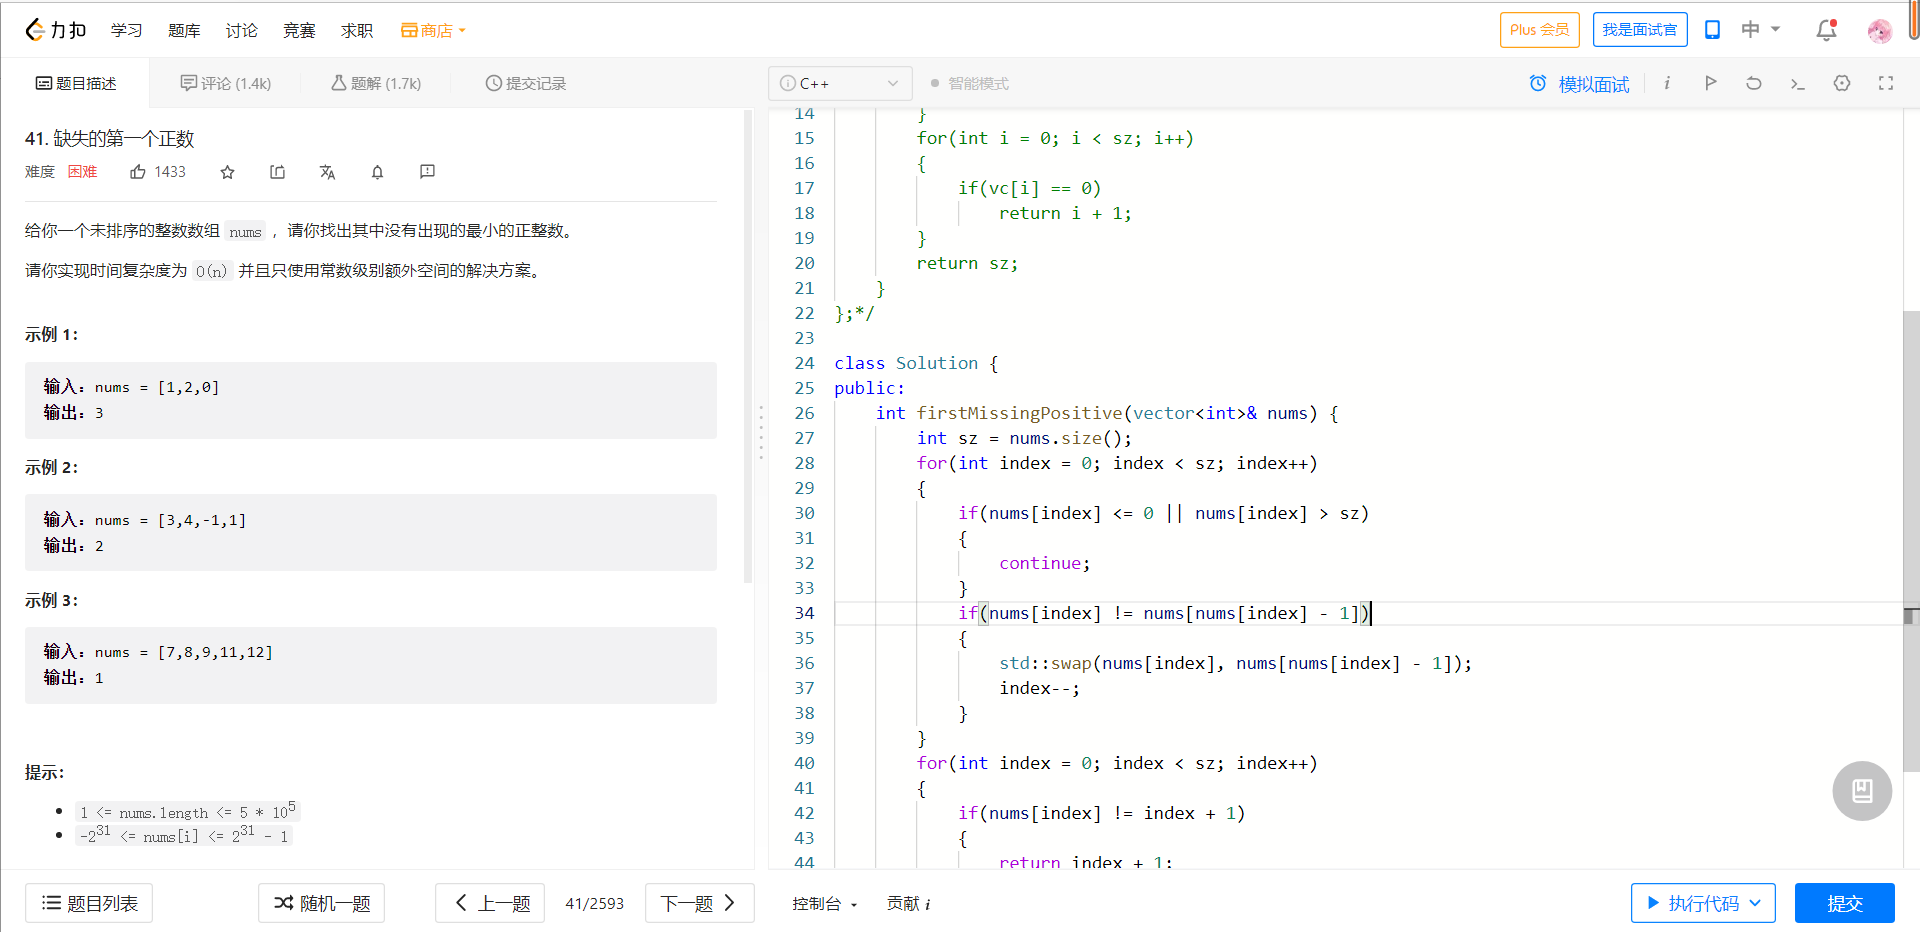 力扣 学习 题库 讨论 竞赛 求职 商店 Plus 会员 我是面试官 中
题目描述 评论 (1.4k) 题解 (1.7k) 提交记录
41. 缺失的第一个正数
难度 困难 1433
给你一个未排序的整数数组 nums ，请你找出其中没有出现的最小的正整数。
请你实现时间复杂度为 O(n) 并且只使用常数级别额外空间的解决方案。
示例 1：
输入：nums = [1,2,0]
输出：3
示例 2：
输入：nums = [3,4,-1,1]
输出：2
示例 3：
输入：nums = [7,8,9,11,12]
输出：1
提示：
1 <= nums.length <= 5 * 10^5
-2^31 <= nums[i] <= 2^31 - 1
题目列表 随机一题 上一题 41/2593 下一题
C++ 智能模式 模拟面试
14 }
15 for(int i = 0; i < sz; i++)
16 {
17 if(vc[i] == 0)
18 return i + 1;
19 }
20 return sz;
21 }
22 };*/
23
24 class Solution {
25 public:
26 int firstMissingPositive(vector<int>& nums) {
27 int sz = nums.size();
28 for(int index = 0; index < sz; index++)
29 {
30 if(nums[index] <= 0 || nums[index] > sz)
31 {
32 continue;
33 }
34 if(nums[index] != nums[nums[index] - 1])
35 {
36 std::swap(nums[index], nums[nums[index] - 1]);
37 index--;
38 }
39 }
40 for(int index = 0; index < sz; index++)
41 {
42 if(nums[index] != index + 1)
43 {
44 return index + 1;
控制台 贡献 i 执行代码 提交